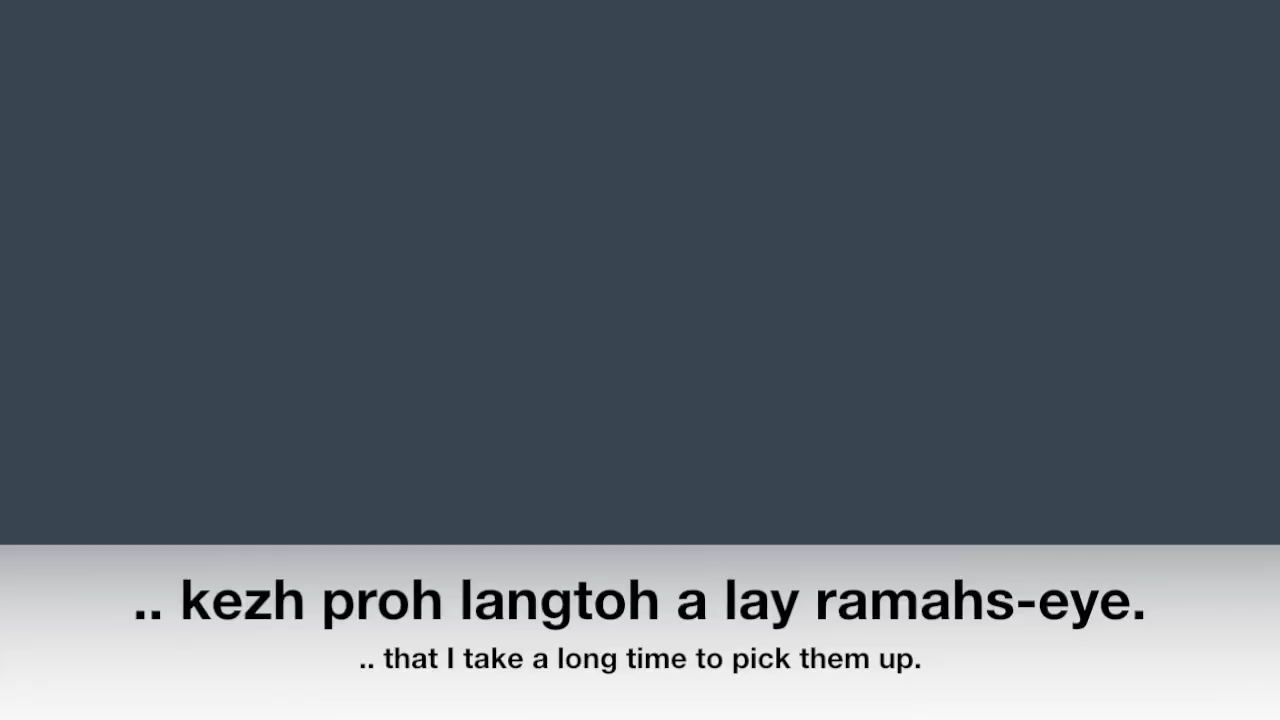 .. kezh proh langtoh a lay ramahs-eye.
.. that I take a long time to pick them up.